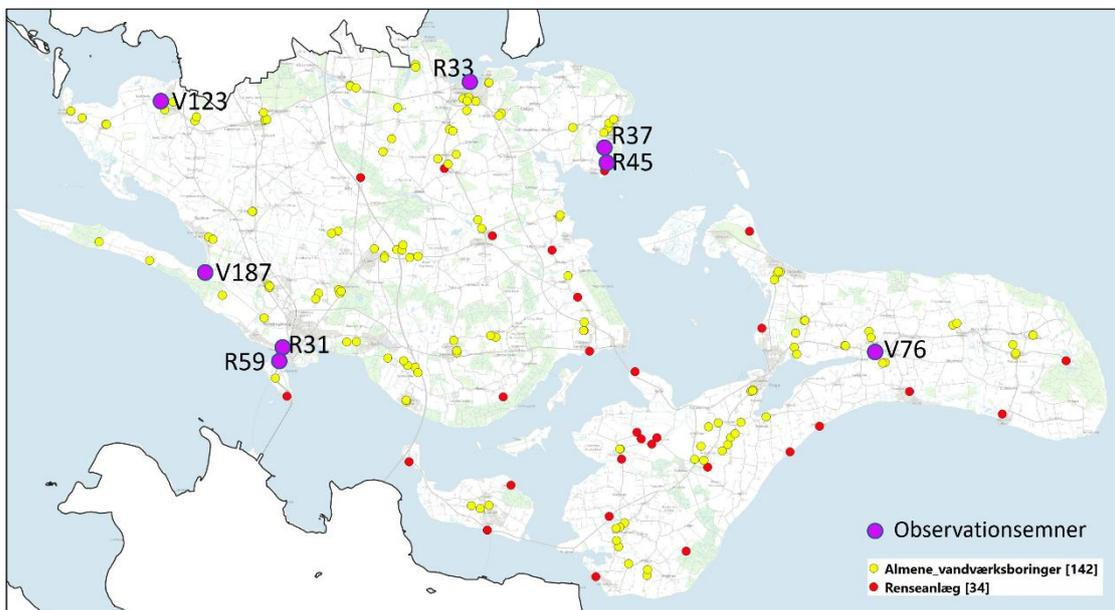 R33
V123
R37
R45
V187
R31
R59
V76
Observationsemner
Almene_vandværksboringer [142]
Renseanlæg [34]